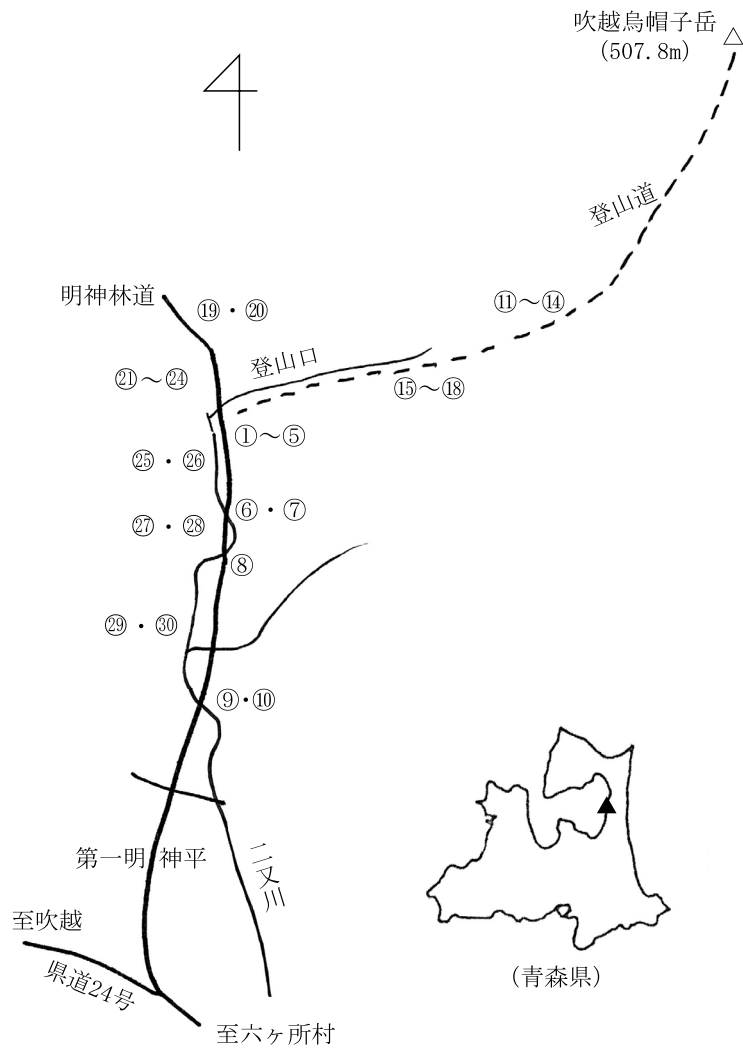 吹越烏帽子岳
(507.8m)
登山道
明神林道
⑲・⑳
⑪～⑭
登山口
㉑～㉔
⑮～⑱
①～⑤
㉕・㉖
⑥・⑦
㉗・㉘
⑧
㉙・㉚
⑨・⑩
第一明神平
二又川
至吹越
県道24号
(青森県)
至六ヶ所村